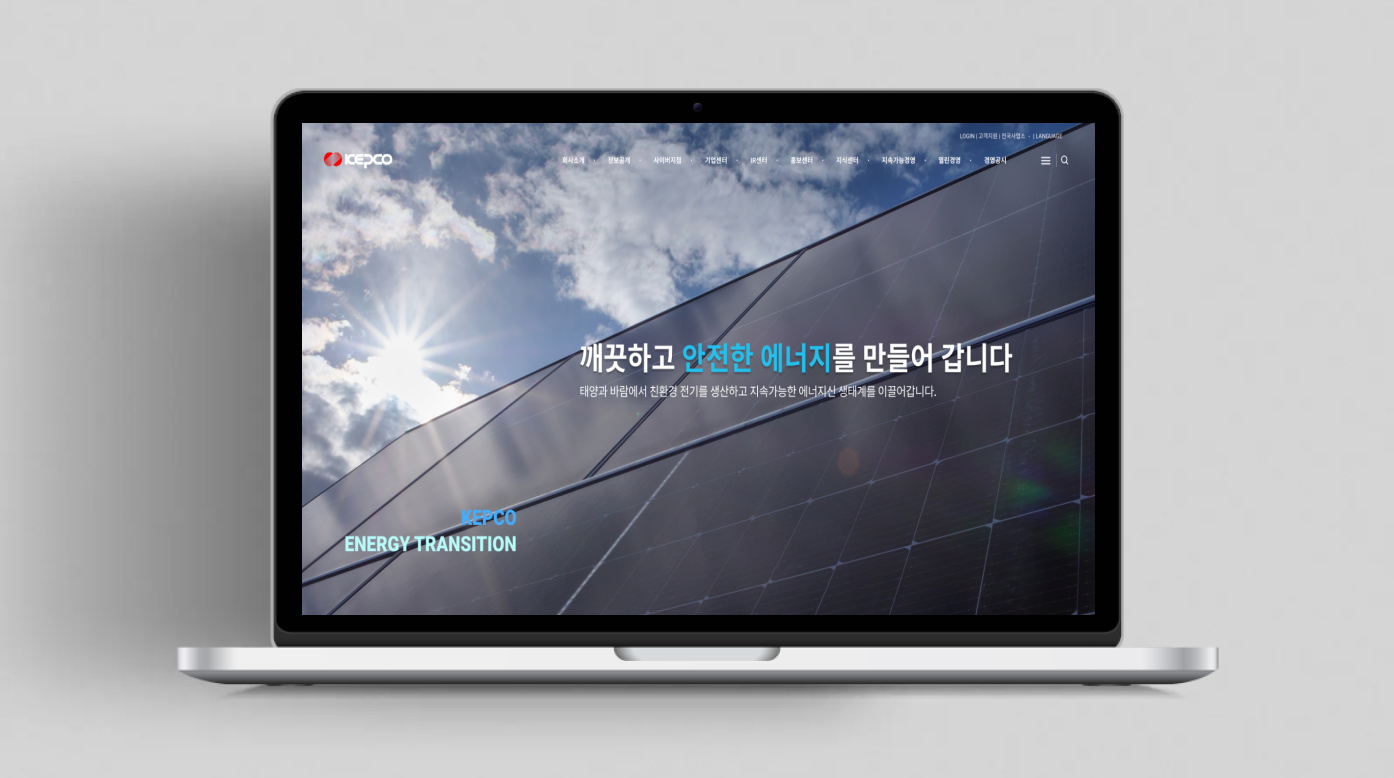 LOGIN | 고객지원 | 전국사업소 - | LANGUAGE
KEPCO
회사소개 · 정보공개 · 사이버지점 · 기업센터 · IR센터 · 홍보센터 · 지식센터 · 지속가능경영 · 열린경영 · 경영공시
깨끗하고 안전한 에너지를 만들어 갑니다
태양과 바람에서 친환경 전기를 생산하고 지속가능한 에너지신 생태계를 이끌어갑니다.
KEPCO
ENERGY TRANSITION